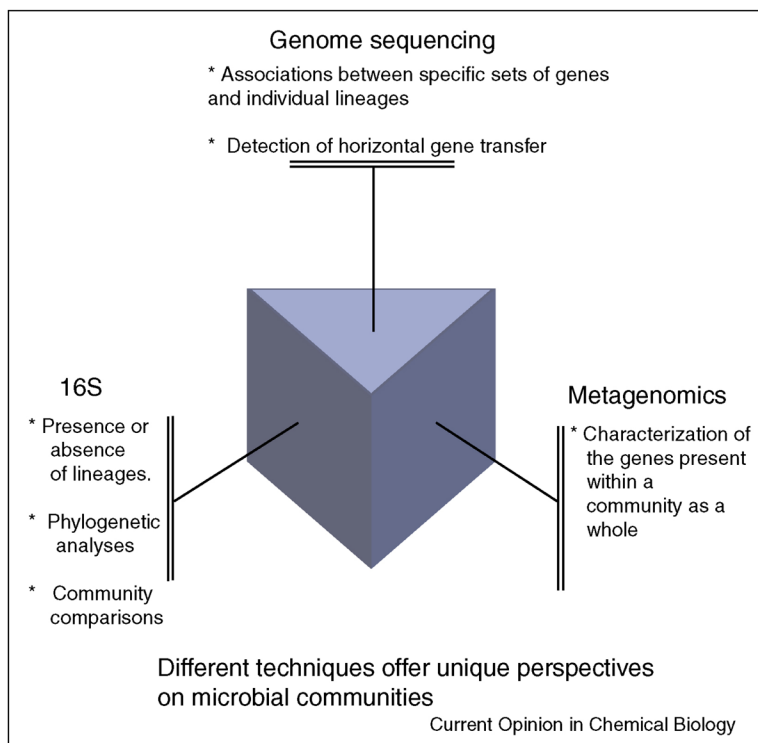 Genome sequencing
* Associations between specific sets of genes
and individual lineages
* Detection of horizontal gene transfer
16S
* Presence or
absence
of lineages.
* Phylogenetic
analyses
* Community
comparisons
Metagenomics
* Characterization of
the genes present
within a
community as a
whole
Different techniques offer unique perspectives
on microbial communities
Current Opinion in Chemical Biology